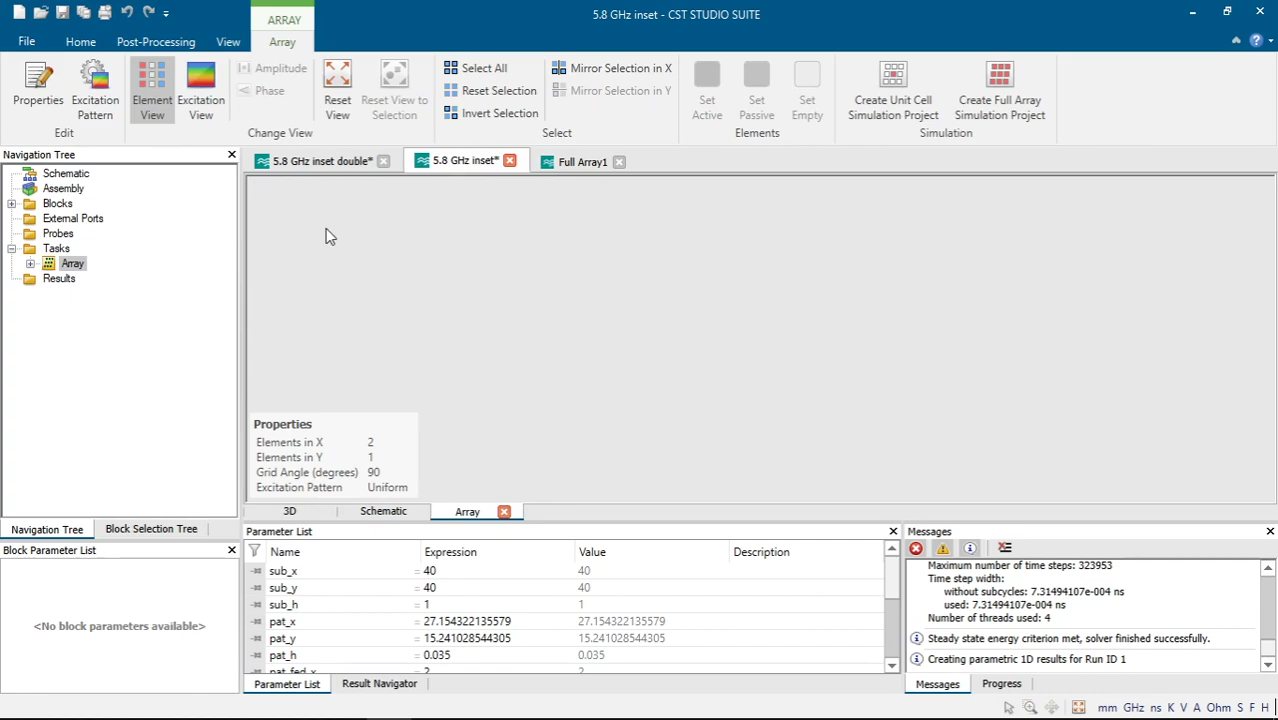 ARRAY
5.8 GHz inset - CST STUDIO SUITE
File Home Post-Processing View Array
Properties
Excitation Pattern
Element View
Excitation View
Amplitude
Phase
Reset View
Reset View to Selection
Select All
Reset Selection
Invert Selection
Mirror Selection in X
Mirror Selection in Y
Set Active
Set Passive
Set Empty
Create Unit Cell Simulation Project
Create Full Array Simulation Project
Edit Change View Select Elements Simulation
Navigation Tree
5.8 GHz inset double* 5.8 GHz inset* Full Array1
Schematic
Assembly
Blocks
External Ports
Probes
Tasks
Array
Results
Properties
Elements in X 2
Elements in Y 1
Grid Angle (degrees) 90
Excitation Pattern Uniform
3D Schematic Array
Navigation Tree Block Selection Tree
Block Parameter List
<No block parameters available>
Parameter List
Name Expression Value Description
sub_x = 40 40
sub_y = 40 40
sub_h = 1 1
pat_x = 27.154322135579 27.154322135579
pat_y = 15.241028544305 15.241028544305
pat_h = 0.035 0.035
pat_fed_x = 2 2
Parameter List Result Navigator
Messages
Maximum number of time steps: 323953
Time step width:
without subcycles: 7.31494107e-004 ns
used: 7.31494107e-004 ns
Number of threads used: 4
Steady state energy criterion met, solver finished successfully.
Creating parametric 1D results for Run ID 1
Messages Progress
mm GHz ns K V A Ohm S F H